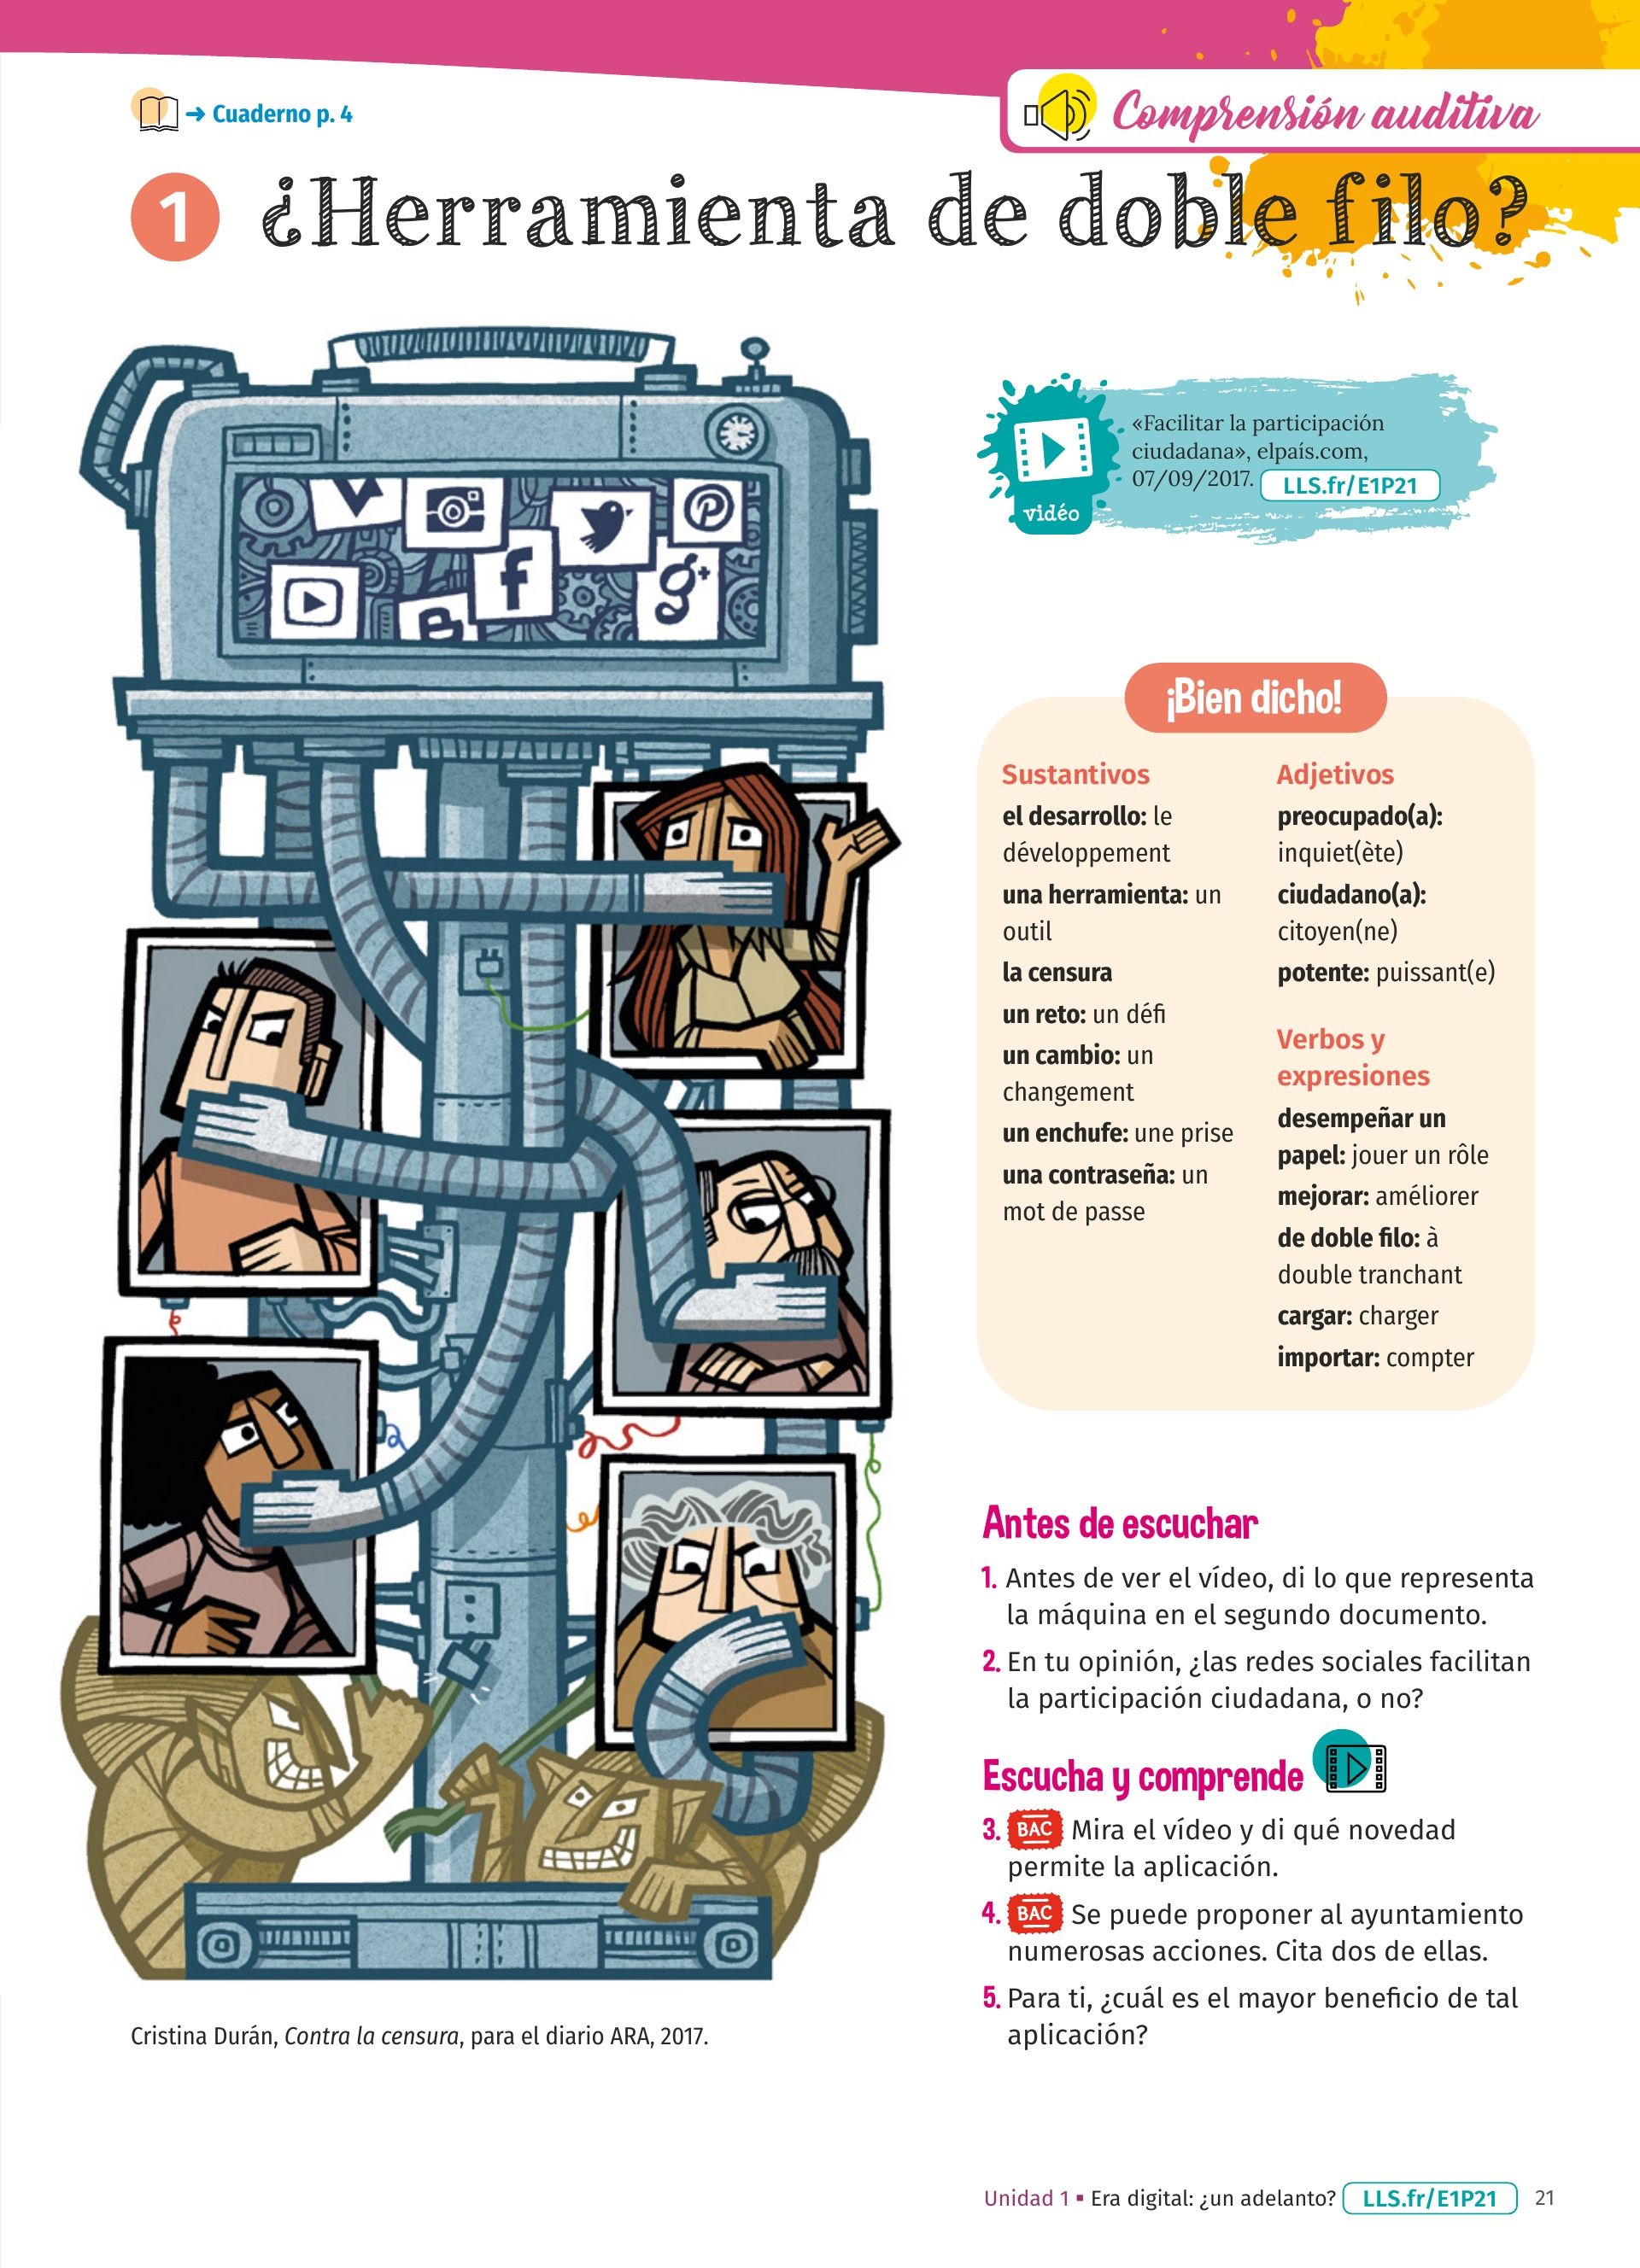 → Cuaderno p. 4
Comprensión auditiva
1 ¿Herramienta de doble filo?
«Facilitar la participación
ciudadana», elpaís.com,
07/09/2017. LLS.fr/E1P21
vidéo
f
g+
B
¡Bien dicho!
Sustantivos
el desarrollo: le
développement
una herramienta: un
outil
la censura
un reto: un défi
un cambio: un
changement
un enchufe: une prise
una contraseña: un
mot de passe
Adjetivos
preocupado(a):
inquiet(ète)
ciudadano(a):
citoyen(ne)
potente: puissant(e)
Verbos y
expresiones
desempeñar un
papel: jouer un rôle
mejorar: améliorer
de doble filo: à
double tranchant
cargar: charger
importar: compter
Antes de escuchar
1. Antes de ver el vídeo, di lo que representa
la máquina en el segundo documento.
2. En tu opinión, ¿las redes sociales facilitan
la participación ciudadana, o no?
Escucha y comprende
3. BAC Mira el vídeo y di qué novedad
permite la aplicación.
4. BAC Se puede proponer al ayuntamiento
numerosas acciones. Cita dos de ellas.
5. Para ti, ¿cuál es el mayor beneficio de tal
aplicación?
Cristina Durán, Contra la censura, para el diario ARA, 2017.
Unidad 1 ▪ Era digital: ¿un adelanto? LLS.fr/E1P21 21